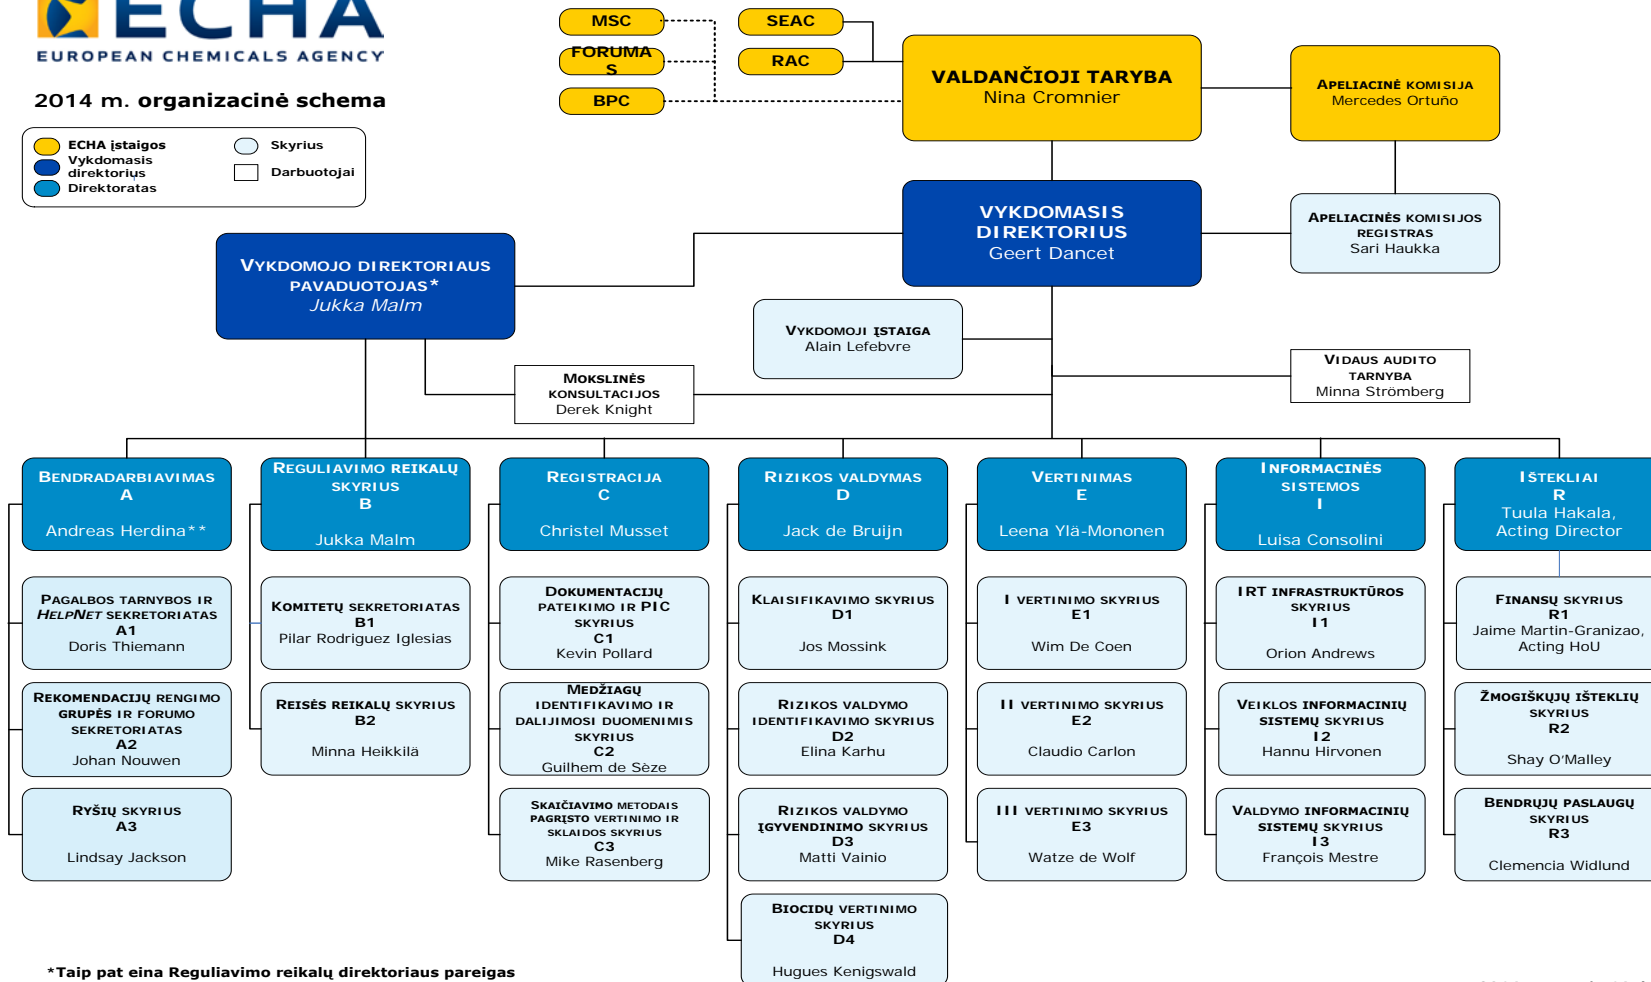 ECHA
EUROPEAN CHEMICALS AGENCY
2014 m. organizacinė schema
ECHA įstaigos
Vykdomasis
direktorius
Direktoratas
Skyrius
Darbuotojai
MSC
FORUMA
S
BPC
SEAC
RAC
VALDANČIOJI TARYBA
Nina Cromnier
APELIACINĖ KOMISIJA
Mercedes Ortuño
VYKDOMASIS
DIREKTORIUS
Geert Dancet
APELIACINĖS KOMISIJOS
REGISTRAS
Sari Haukka
VYKDOMOJO DIREKTORIAUS
PAVADUOTOJAS*
Jukka Malm
VYKDOMOJI ĮSTAIGA
Alain Lefebvre
VIDAUS AUDITO
TARNYBA
Minna Strömberg
MOKSLINĖS
KONSULTACIJOS
Derek Knight
BENDRADARBIAVIMAS
A
Andreas Herdina**
REGULIAVIMO REIKALŲ
SKYRIUS
B
Jukka Malm
REGISTRACIJA
C
Christel Musset
RIZIKOS VALDYMAS
D
Jack de Bruijn
VERTINIMAS
E
Leena Ylä-Mononen
INFORMACINĖS
SISTEMOS
I
Luisa Consolini
IŠTEKLIAI
R
Tuula Hakala,
Acting Director
PAGALBOS TARNYBOS IR
HELPNET SEKRETORIATAS
A1
Doris Thiemann
KOMITETŲ SEKRETORIATAS
B1
Pilar Rodriguez Iglesias
DOKUMENTACIJŲ
PATEIKIMO IR PIC
SKYRIUS
C1
Kevin Pollard
KLAISIFIKAVIMO SKYRIUS
D1
Jos Mossink
I VERTINIMO SKYRIUS
E1
Wim De Coen
IRT INFRASTRUKTŪROS
SKYRIUS
I1
Orion Andrews
FINANSŲ SKYRIUS
R1
Jaime Martin-Granizao,
Acting HoU
REKOMENDACIJŲ RENGIMO
GRUPĖS IR FORUMO
SEKRETORIATAS
A2
Johan Nouwen
REISĖS REIKALŲ SKYRIUS
B2
Minna Heikkilä
MEDŽIAGŲ
IDENTIFIKAVIMO IR
DALIJIMOSI DUOMENIMIS
SKYRIUS
C2
Guilhem de Sèze
RIZIKOS VALDYMO
IDENTIFIKAVIMO SKYRIUS
D2
Elina Karhu
II VERTINIMO SKYRIUS
E2
Claudio Carlon
VEIKLOS INFORMACINIŲ
SISTEMŲ SKYRIUS
I2
Hannu Hirvonen
ŽMOGIŠKŲJŲ IŠTEKLIŲ
SKYRIUS
R2
Shay O'Malley
RYŠIŲ SKYRIUS
A3
Lindsay Jackson
SKAIČIAVIMO METODAIS
PAGRĮSTO VERTINIMO IR
SKLAIDOS SKYRIUS
C3
Mike Rasenberg
RIZIKOS VALDYMO
ĮGYVENDINIMO SKYRIUS
D3
Matti Vainio
III VERTINIMO SKYRIUS
E3
Watze de Wolf
VALDYMO INFORMACINIŲ
SISTEMŲ SKYRIUS
I3
François Mestre
BENDRŲJŲ PASLAUGŲ
SKYRIUS
R3
Clemencia Widlund
BIOCIDŲ VERTINIMO
SKYRIUS
D4
Hugues Kenigswald
*Taip pat eina Reguliavimo reikalų direktoriaus pareigas